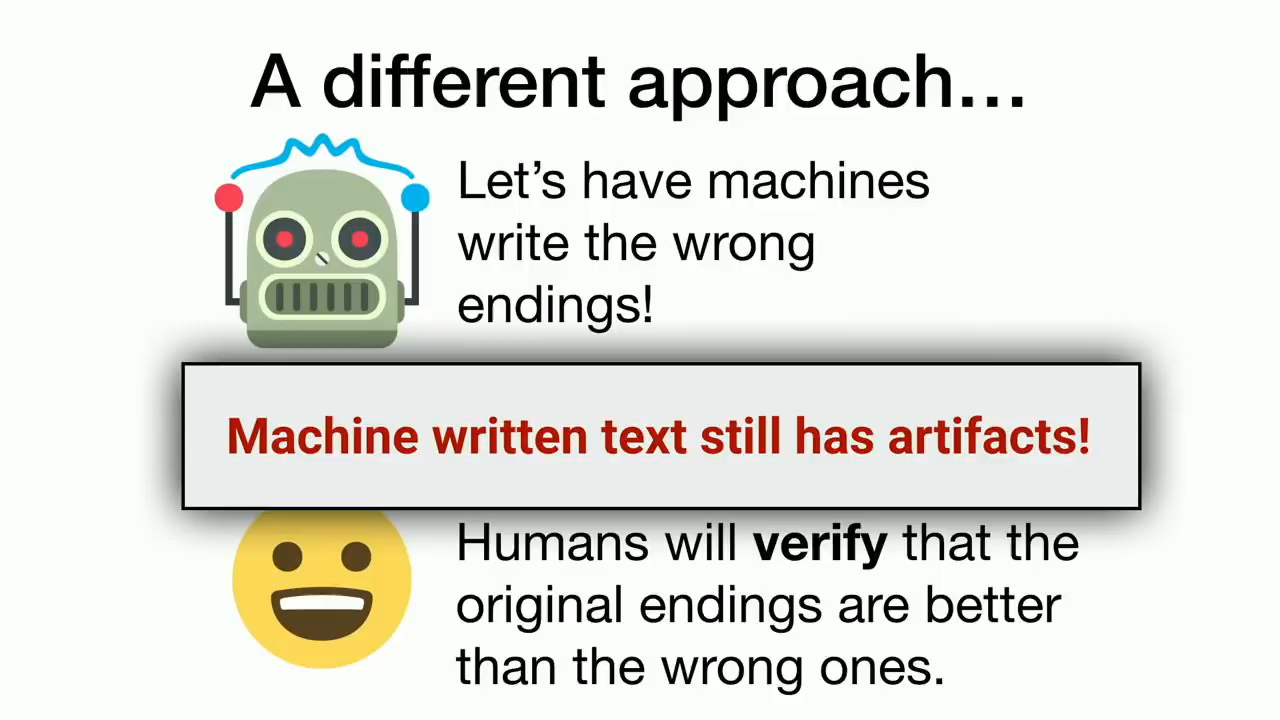 A different approach…
Let’s have machines
write the wrong
endings!
Machine written text still has artifacts!
Humans will verify that the
original endings are better
than the wrong ones.